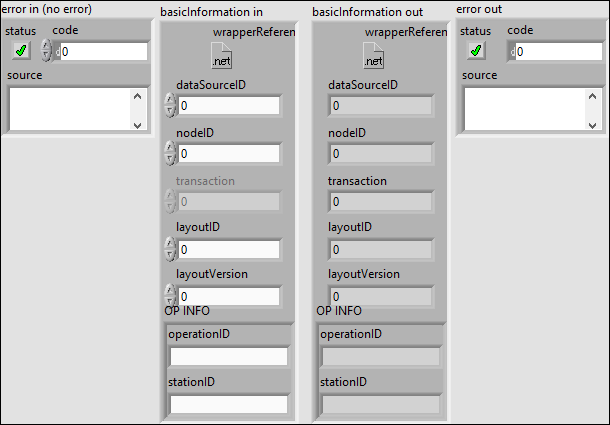 error in (no error)
status
code
d
0
source
basicInformation in
wrapperReferen
.net
dataSourceID
0
nodeID
0
transaction
0
layoutID
0
layoutVersion
0
OP INFO
operationID
stationID
basicInformation out
wrapperReferen
.net
dataSourceID
0
nodeID
0
transaction
0
layoutID
0
layoutVersion
0
OP INFO
operationID
stationID
error out
status
code
d
0
source